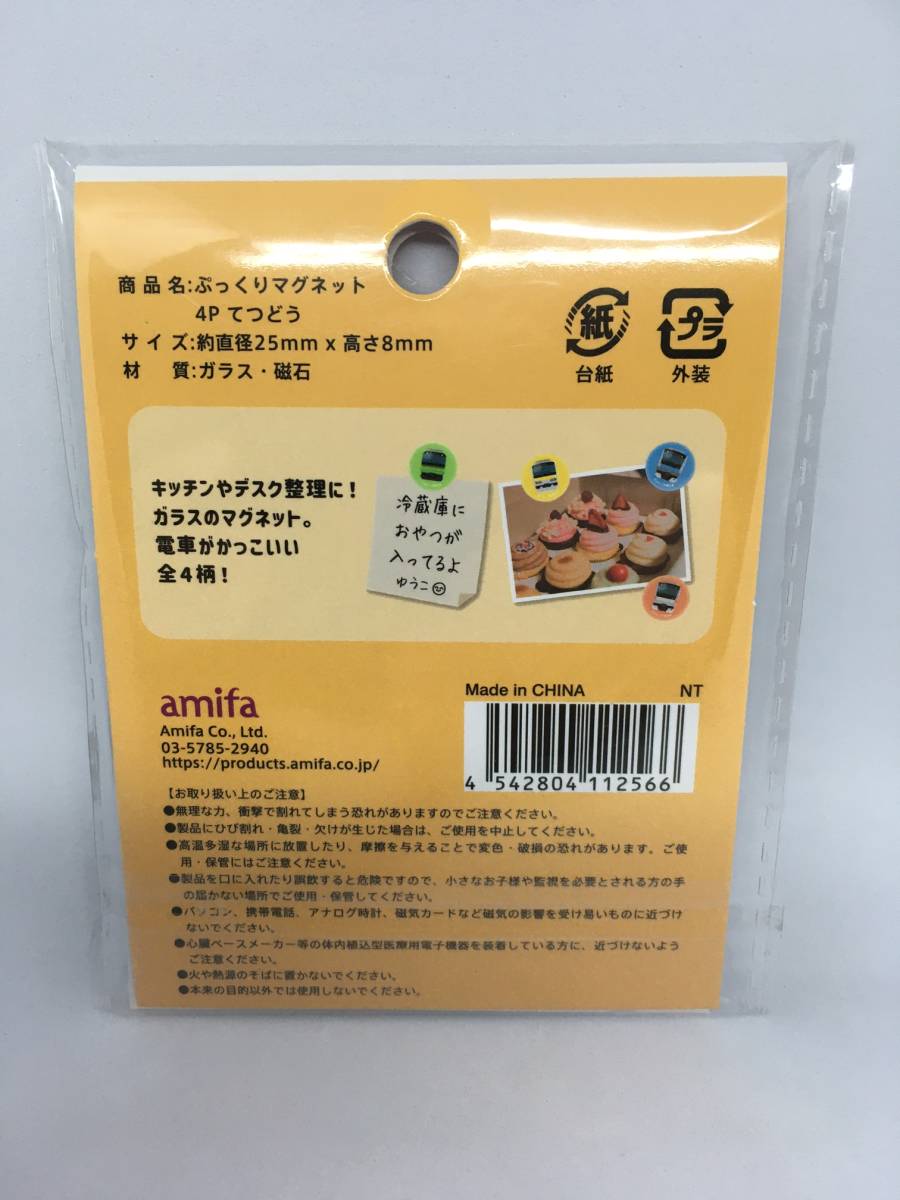 商品名:ぷっくりマグネット
4P てつどう
サイズ:約直径25mm x 高さ8mm
材 質:ガラス・磁石
紙
台紙
プラ
外装
キッチンやデスク整理に!
ガラスのマグネット。
電車がかっこいい
全4柄!
冷蔵庫に
おやつが
入ってるよ
ゆうこ
amifa
Amifa Co., Ltd.
03-5785-2940
https://products.amifa.co.jp/
Made in CHINA NT
4 542804 112566
【お取り扱い上のご注意】
●無理な力、衝撃で割れてしまう恐れがありますのでご注意ください。
●製品にひび割れ・亀裂・欠けが生じた場合は、ご使用を中止してください。
●高温多湿な場所に放置したり、摩擦を与えることで変色・破損の恐れがあります。ご使
用・保管にはご注意ください。
●製品を口に入れたり誤飲すると危険ですので、小さなお子様や監視を必要とされる方の手
の届かない場所でご使用・保管してください。
●パソコン、携帯電話、アナログ時計、磁気カードなど磁気の影響を受け易いものに近づけ
ないでください。
●心臓ペースメーカー等の体内植込型医療用電子機器を装着している方に、近づけないよう
ご注意ください。
●火や熱源のそばに置かないでください。
●本来の目的以外では使用しないでください。